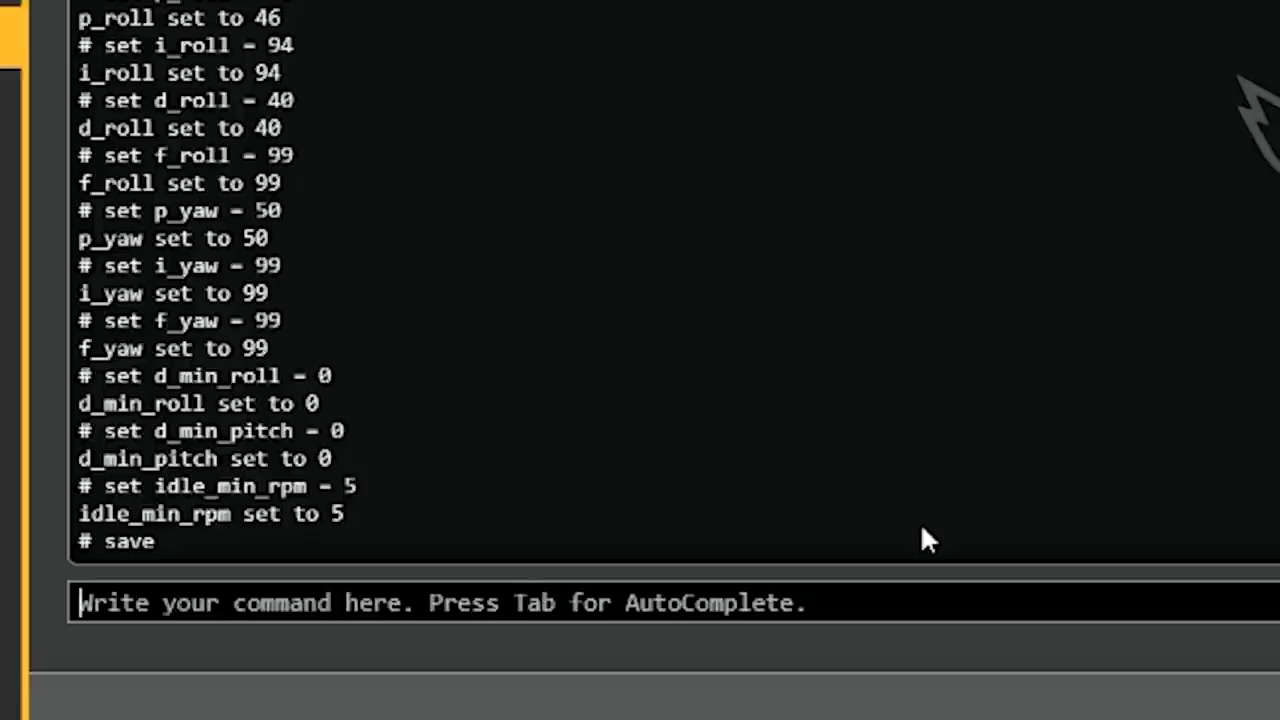 p_roll set to 46
# set i_roll = 94
i_roll set to 94
# set d_roll = 40
d_roll set to 40
# set f_roll = 99
f_roll set to 99
# set p_yaw = 50
p_yaw set to 50
# set i_yaw = 99
i_yaw set to 99
# set f_yaw = 99
f_yaw set to 99
# set d_min_roll = 0
d_min_roll set to 0
# set d_min_pitch = 0
d_min_pitch set to 0
# set idle_min_rpm = 5
idle_min_rpm set to 5
# save
Write your command here. Press Tab for AutoComplete.